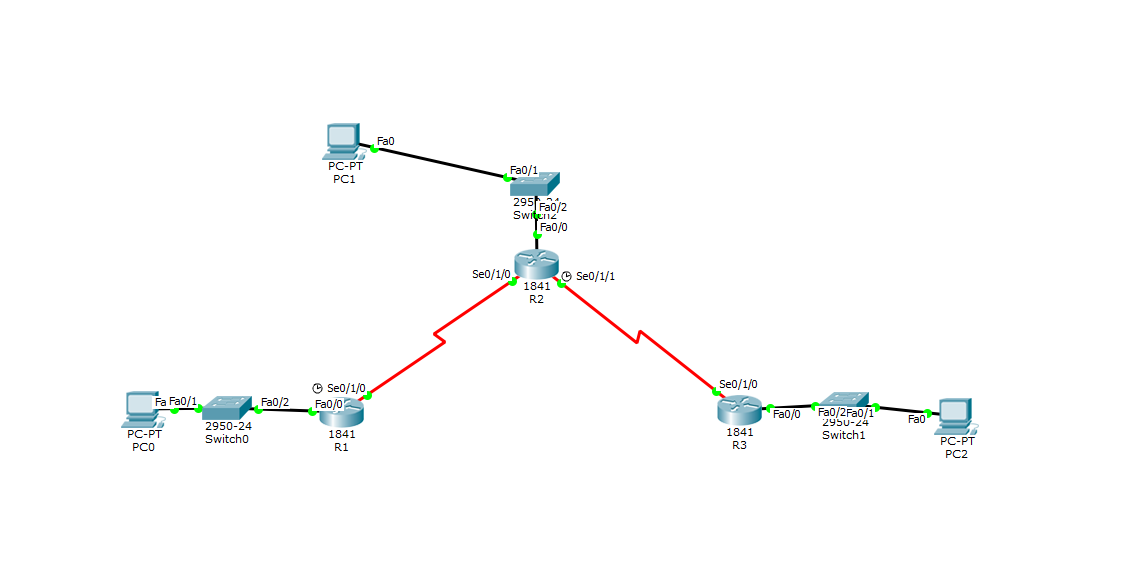 Fa0
PC-PT
PC1
Fa0/1
Switch2
Fa0/2
Fa0/0
Se0/1/0
Se0/1/1
1841
R2
Se0/1/0
Se0/1/0
Fa Fa0/1
Fa0/2
Fa0/0
PC-PT
PC0
2950-24
Switch0
1841
R1
1841
R3
Fa0/0
Fa0/2
Fa0/1
2950-24
Switch1
Fa0
PC-PT
PC2